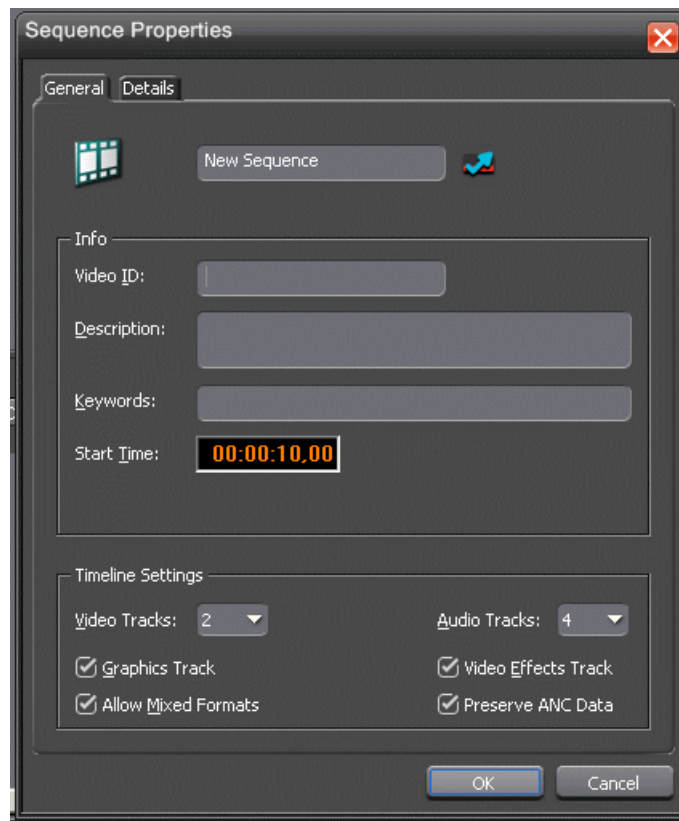 Sequence Properties
General Details
New Sequence
Info
Video ID:
Description:
Keywords:
Start Time: 00:00:10,00
Timeline Settings
Video Tracks: 2 Audio Tracks: 4
Graphics Track Video Effects Track
Allow Mixed Formats Preserve ANC Data
OK Cancel